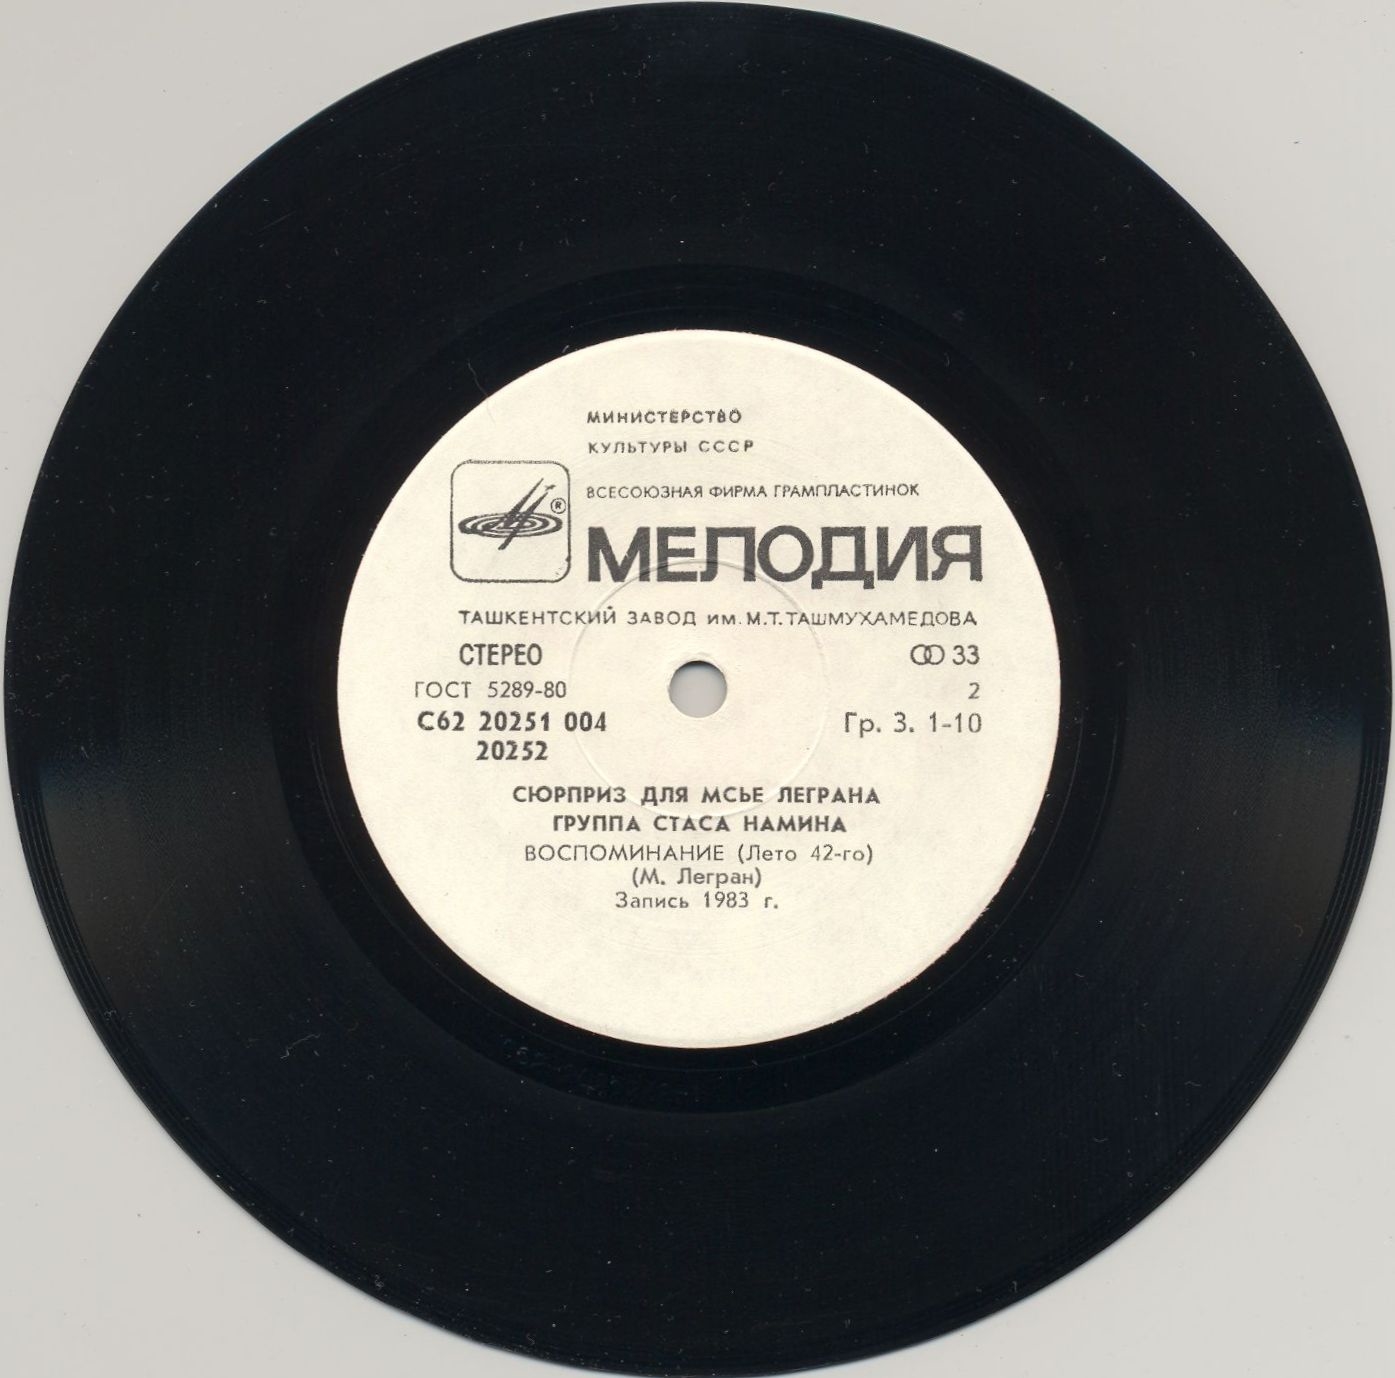 МИНИСТЕРСТВО
КУЛЬТУРЫ СССР
ВСЕСОЮЗНАЯ ФИРМА ГРАМПЛАСТИНОК
®
МЕЛОДИЯ
ТАШКЕНТСКИЙ ЗАВОД ИМ. М.Т. ТАШМУХАМЕДОВА
СТЕРЕО 33
ГОСТ 5289-80 2
С62 20251 004 Гр. 3. 1-10
20252
СЮРПРИЗ ДЛЯ МСЬЕ ЛЕГРАНА
ГРУППА СТАСА НАМИНА
ВОСПОМИНАНИЕ (Лето 42-го)
(М. Легран)
Запись 1983 г.